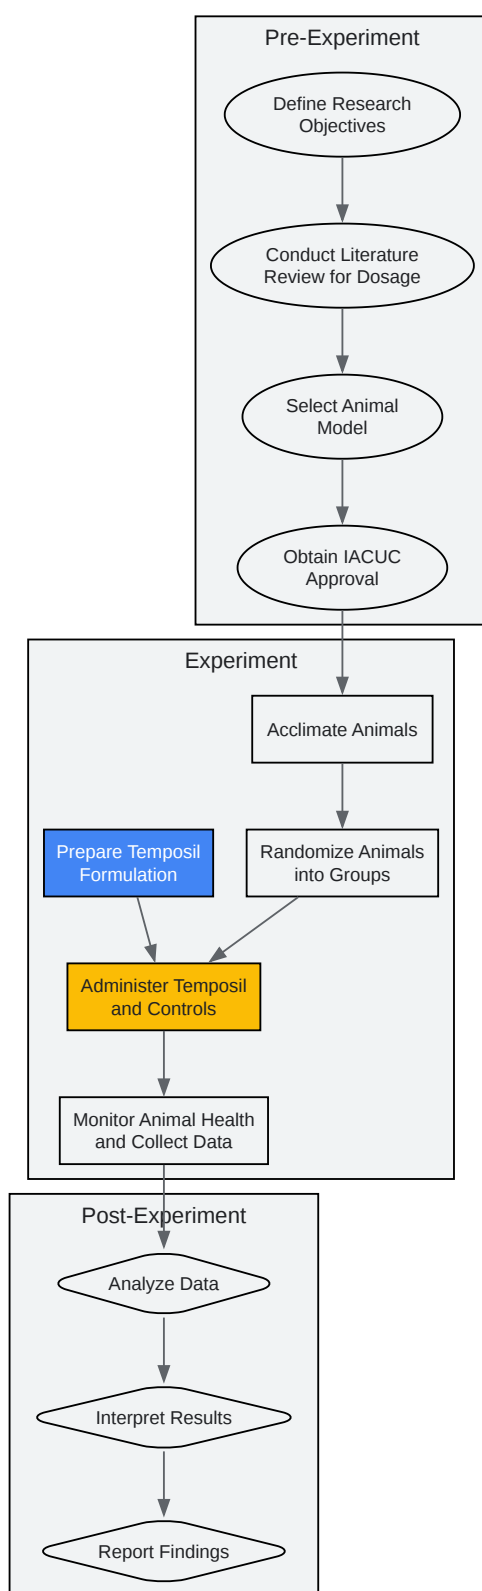 Pre-Experiment
Define Research
Objectives
Conduct Literature
Review for Dosage
Select Animal
Model
Obtain IACUC
Approval
Experiment
Acclimate Animals
Prepare Temposil
Formulation
Randomize Animals
into Groups
Administer Temposil
and Controls
Monitor Animal Health
and Collect Data
Post-Experiment
Analyze Data
Interpret Results
Report Findings